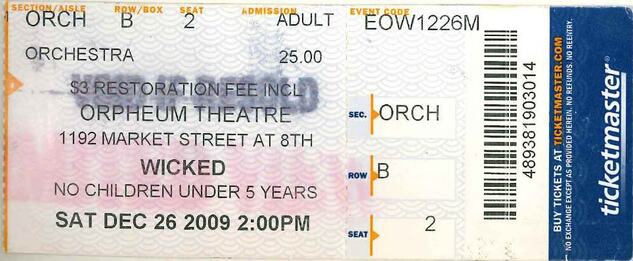 SECTION/AISLE ROW/BOX SEAT ADMISSION EVENT CODE
ORCH B 2 ADULT EOW1226M
ORCHESTRA 25.00
$3 RESTORATION FEE INCL
ORPHEUM THEATRE
1192 MARKET STREET AT 8TH
WICKED
NO CHILDREN UNDER 5 YEARS
SAT DEC 26 2009 2:00PM
SEC. ORCH
ROW B
SEAT 2
489381903014
BUY TICKETS AT TICKETMASTER.COM
NO EXCHANGE EXCEPT AS PROVIDED HEREIN. NO REFUNDS. NO REENTRY.
ticketmaster